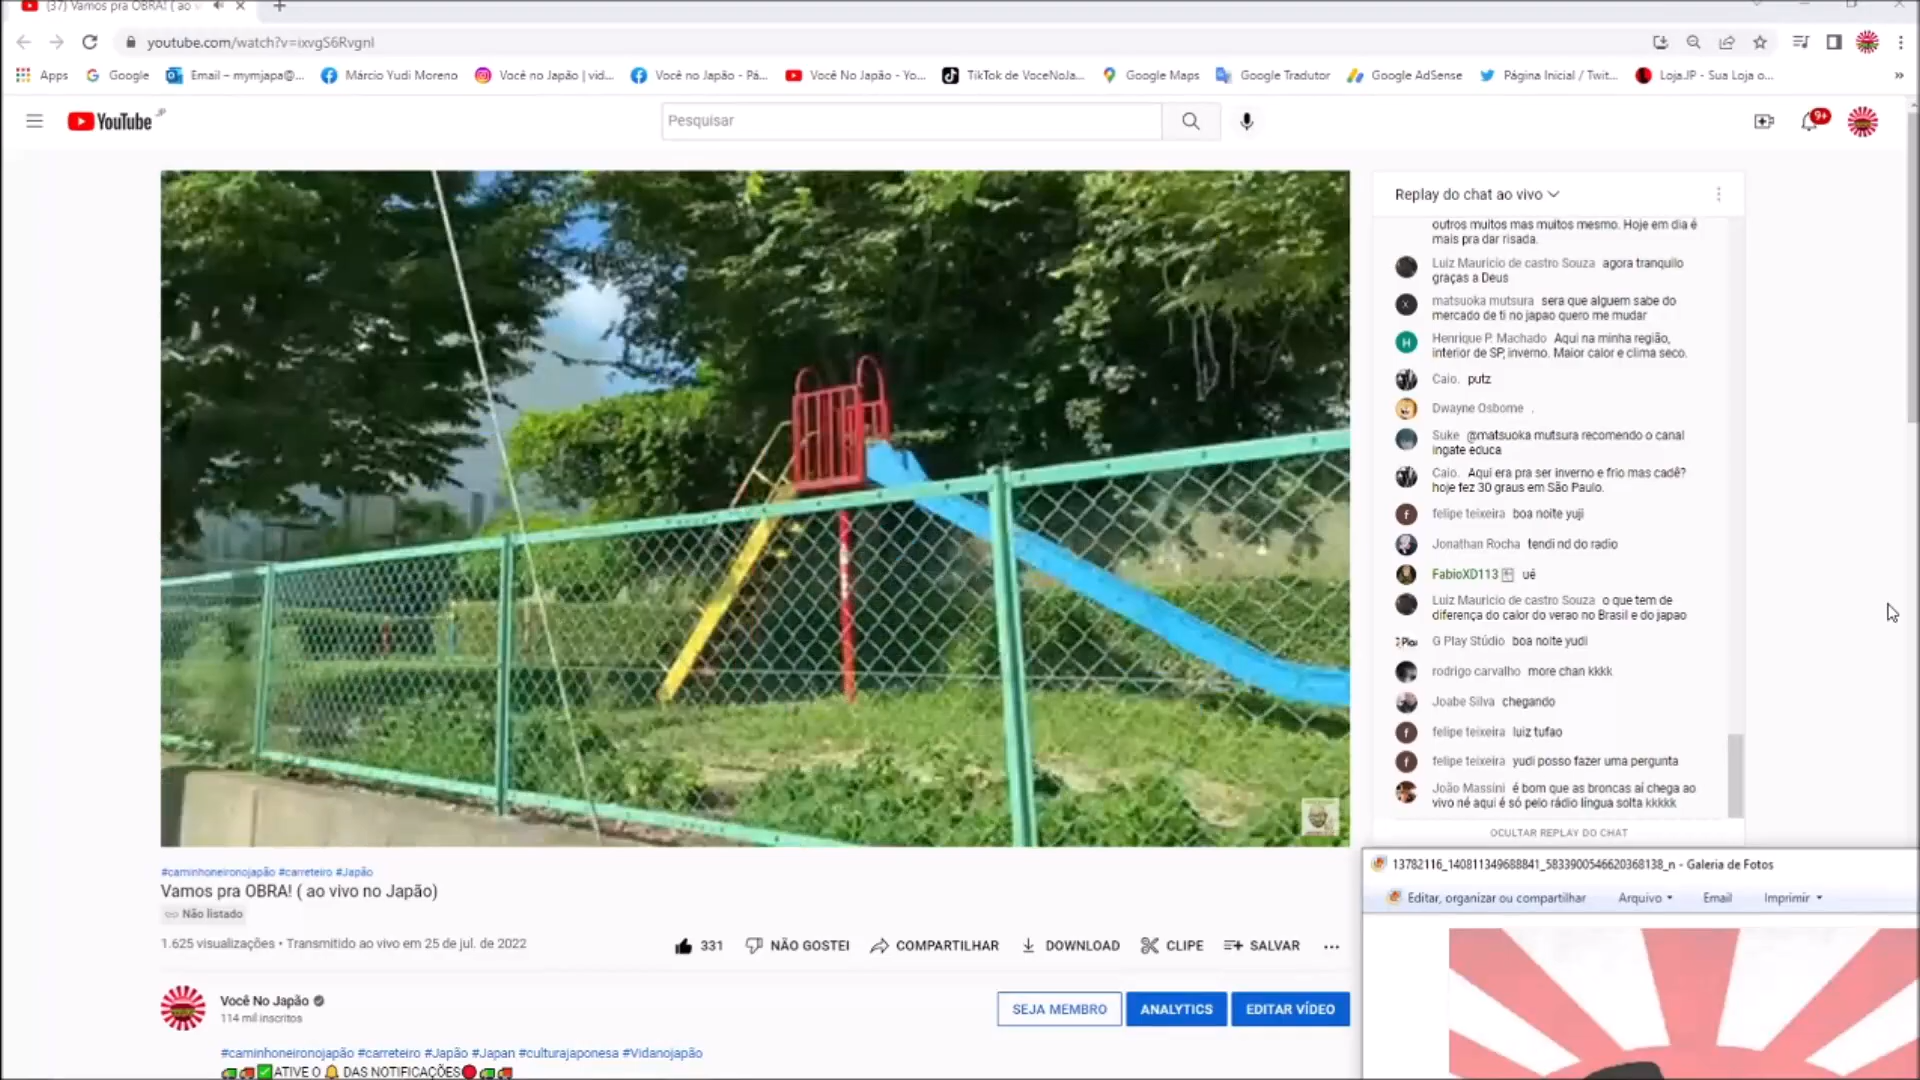 (37) Vamos pra OBRA! ( ao v
youtube.com/watch?v=ixvgS6RvgnI
Apps
Google
Email – mymjapa@...
Márcio Yudi Moreno
Você no Japão | vid...
Você no Japão - Pá...
Você No Japão - Yo...
TikTok de VoceNoJa...
Google Maps
Google Tradutor
Google AdSense
Página Inicial / Twit...
LojaJP - Sua Loja o...
»
YouTube JP
Pesquisar
9+
Replay do chat ao vivo
outros muitos mas muitos mesmo. Hoje em dia é
mais pra dar risada.
Luiz Mauricio de castro Souza agora tranquilo
graças a Deus
matsuoka mutsura sera que alguem sabe do
mercado de ti no japao quero me mudar
Henrique P. Machado Aqui na minha região,
interior de SP, inverno. Maior calor e clima seco.
Caio. putz
Dwayne Osborne .
Suke @matsuoka mutsura recomendo o canal
ingate educa
Caio. Aqui era pra ser inverno e frio mas cadê?
hoje fez 30 graus em São Paulo.
felipe teixeira boa noite yuji
Jonathan Rocha tendi nd do radio
FabioXD113 ué
Luiz Mauricio de castro Souza o que tem de
diferença do calor do verao no Brasil e do japao
G Play Stúdio boa noite yudi
rodrigo carvalho more chan kkkk
Joabe Silva chegando
felipe teixeira luiz tufao
felipe teixeira yudi posso fazer uma pergunta
João Massini é bom que as broncas aí chega ao
vivo né aqui é só pelo rádio língua solta kkkkk
OCULTAR REPLAY DO CHAT
#caminhoneironojapão #carreteiro #Japão
Vamos pra OBRA! ( ao vivo no Japão)
Não listado
1.625 visualizações • Transmitido ao vivo em 25 de jul. de 2022
331
NÃO GOSTEI
COMPARTILHAR
DOWNLOAD
CLIPE
SALVAR
Você No Japão
114 mil inscritos
SEJA MEMBRO
ANALYTICS
EDITAR VÍDEO
#caminhoneironojapão #carreteiro #Japão #Japan #culturajaponesa #Vidanojapão
ATIVE O 🔔 DAS NOTIFICAÇÕES
13782116_140811349688841_5833900546620368138_n - Galeria de Fotos
Editar, organizar ou compartilhar
Arquivo
Email
Imprimir